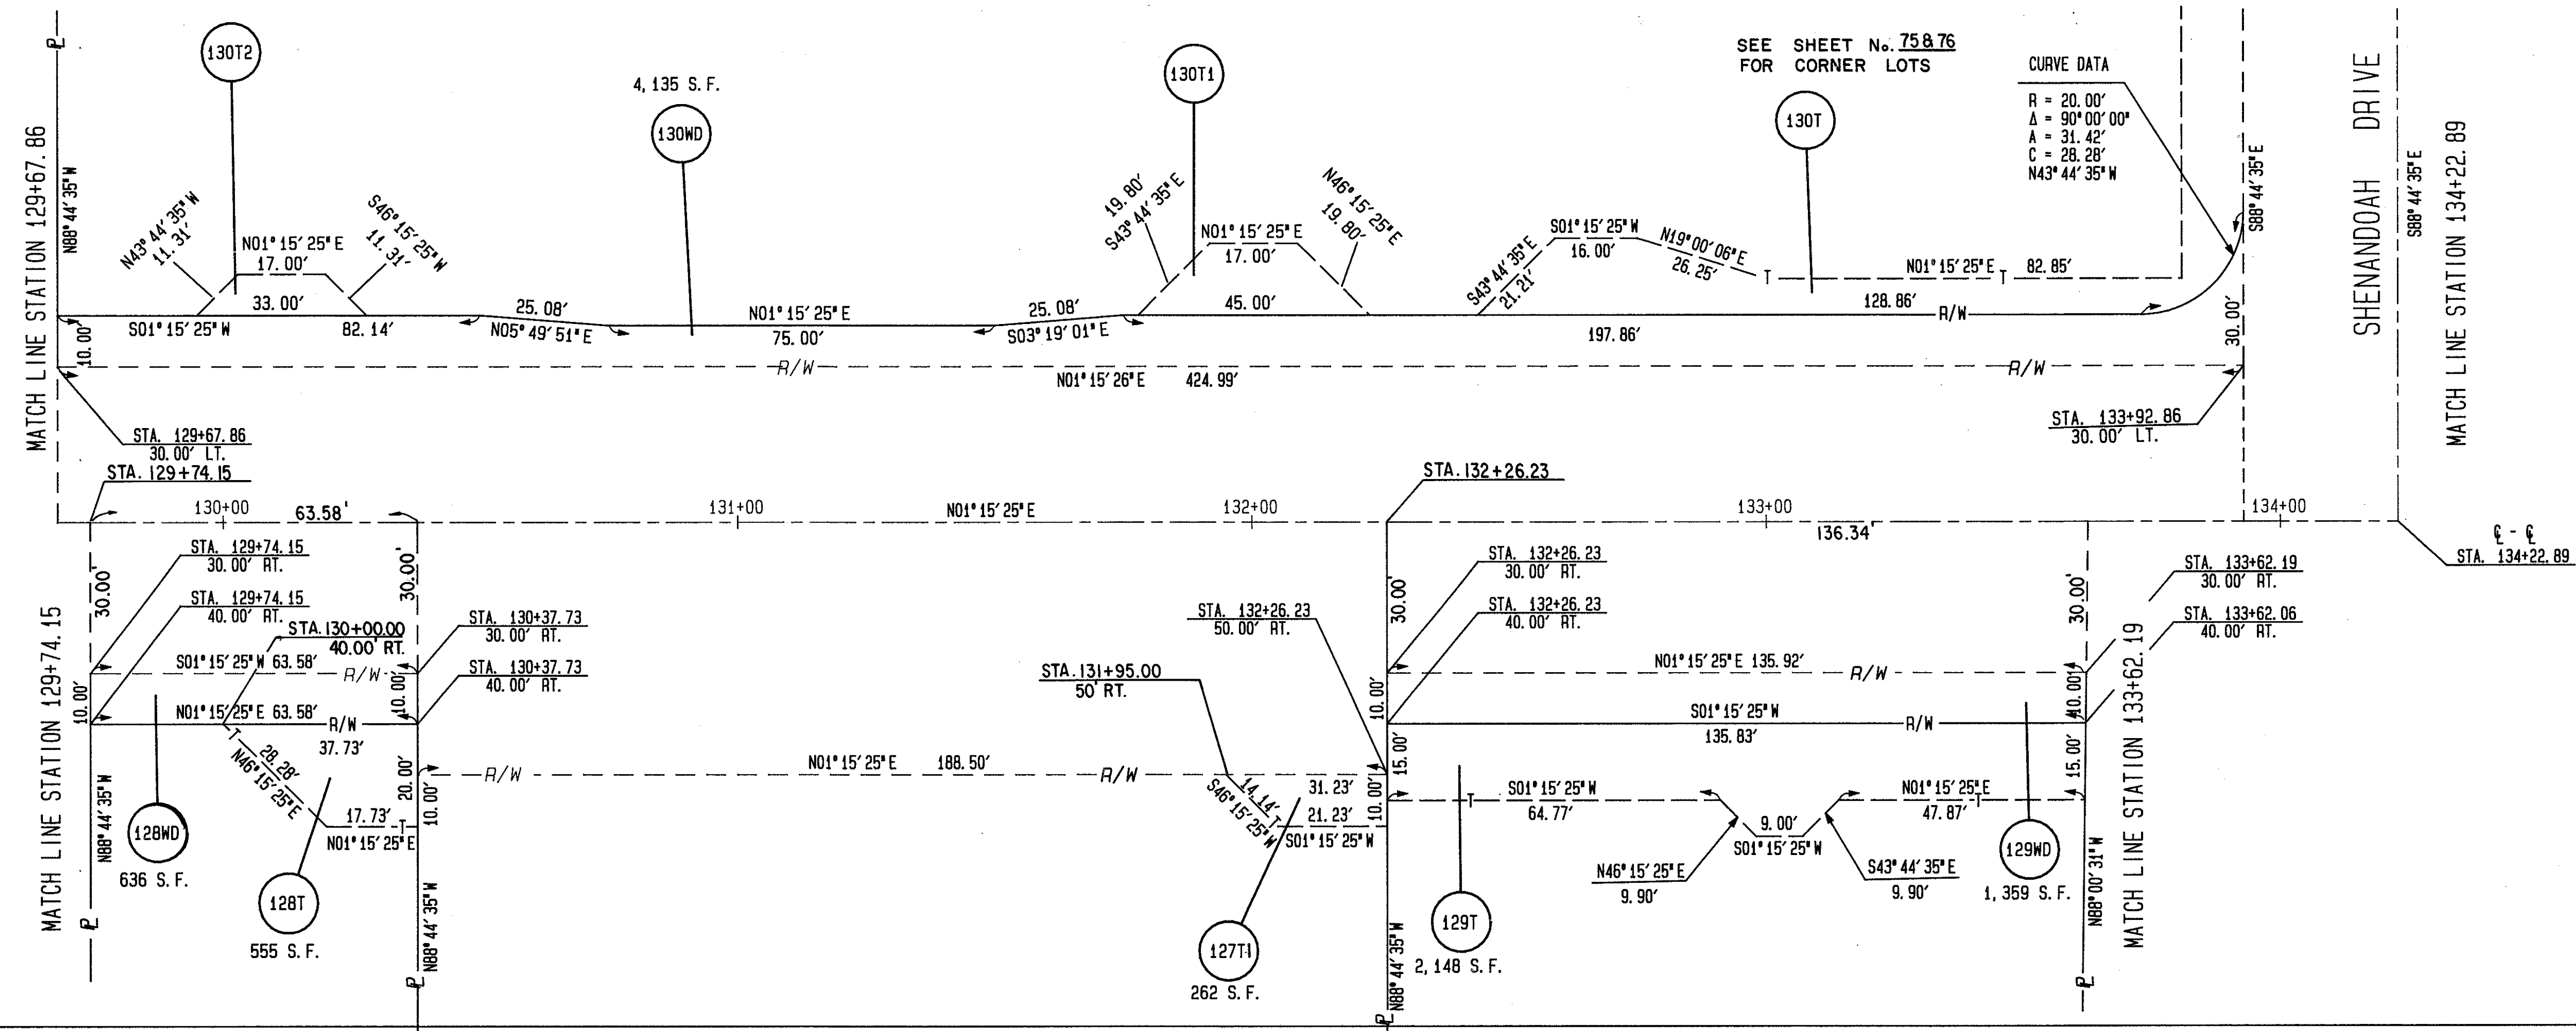 130T2
4,135 S.F.
130WD
130T1
SEE SHEET No. 75 & 76
FOR CORNER LOTS
130T
CURVE DATA
R = 20.00'
Δ = 90°00'00"
A = 31.42'
C = 28.28'
N43°44'35"W
SHENANDOAH DRIVE
MATCH LINE STATION 134+22.89
S88°44'35"E
S88°44'35"E
MATCH LINE STATION 129+67.86
N88°44'35"W
℄
N43°44'35"W
11.31'
N01°15'25"E
17.00'
S46°15'25"W
11.31'
33.00'
S01°15'25"W
82.14'
25.08'
N05°49'51"E
N01°15'25"E
75.00'
25.08'
S03°19'01"E
19.80'
S43°44'35"E
N01°15'25"E
17.00'
N46°15'25"E
19.80'
45.00'
S43°44'35"E
21.21'
S01°15'25"W
16.00'
N19°00'06"E
26.25'
T
N01°15'25"E
T
82.85'
128.86'
R/W
197.86'
30.00'
10.00'
R/W
N01°15'26"E 424.99'
R/W
STA. 129+67.86
30.00' LT.
STA. 133+92.86
30.00' LT.
STA. 129+74.15
STA. 132+26.23
130+00
63.58'
131+00
N01°15'25"E
132+00
133+00
136.34'
134+00
℄ - ℄
STA. 134+22.89
MATCH LINE STATION 129+74.15
30.00'
STA. 129+74.15
30.00' RT.
STA. 129+74.15
40.00' RT.
STA. 130+00.00
40.00' RT.
30.00'
STA. 130+37.73
30.00' RT.
STA. 130+37.73
40.00' RT.
S01°15'25"W 63.58'
R/W
10.00'
10.00'
N01°15'25"E 63.58'
R/W
37.73'
T
28.28'
N46°15'25"E
20.00'
10.00'
17.73'
T
N01°15'25"E
N88°44'35"W
128WD
636 S.F.
128T
555 S.F.
N88°44'35"W
R/W
N01°15'25"E 188.50'
R/W
STA. 131+95.00
50' RT.
STA. 132+26.23
50.00' RT.
STA. 132+26.23
30.00' RT.
STA. 132+26.23
40.00' RT.
30.00'
10.00'
15.00'
10.00'
31.23'
14.14'
S46°15'25"W
T
21.23'
S01°15'25"W
127T1
262 S.F.
N88°44'35"W
N01°15'25"E 135.92'
R/W
S01°15'25"W
135.83'
R/W
T
S01°15'25"W
64.77'
9.00'
S01°15'25"W
N01°15'25"E
T
47.87'
N46°15'25"E
9.90'
S43°44'35"E
9.90'
129T
2,148 S.F.
129WD
1,359 S.F.
30.00'
10.00'
15.00'
N88°00'31"W
MATCH LINE STATION 133+62.19
STA. 133+62.19
30.00' RT.
STA. 133+62.06
40.00' RT.